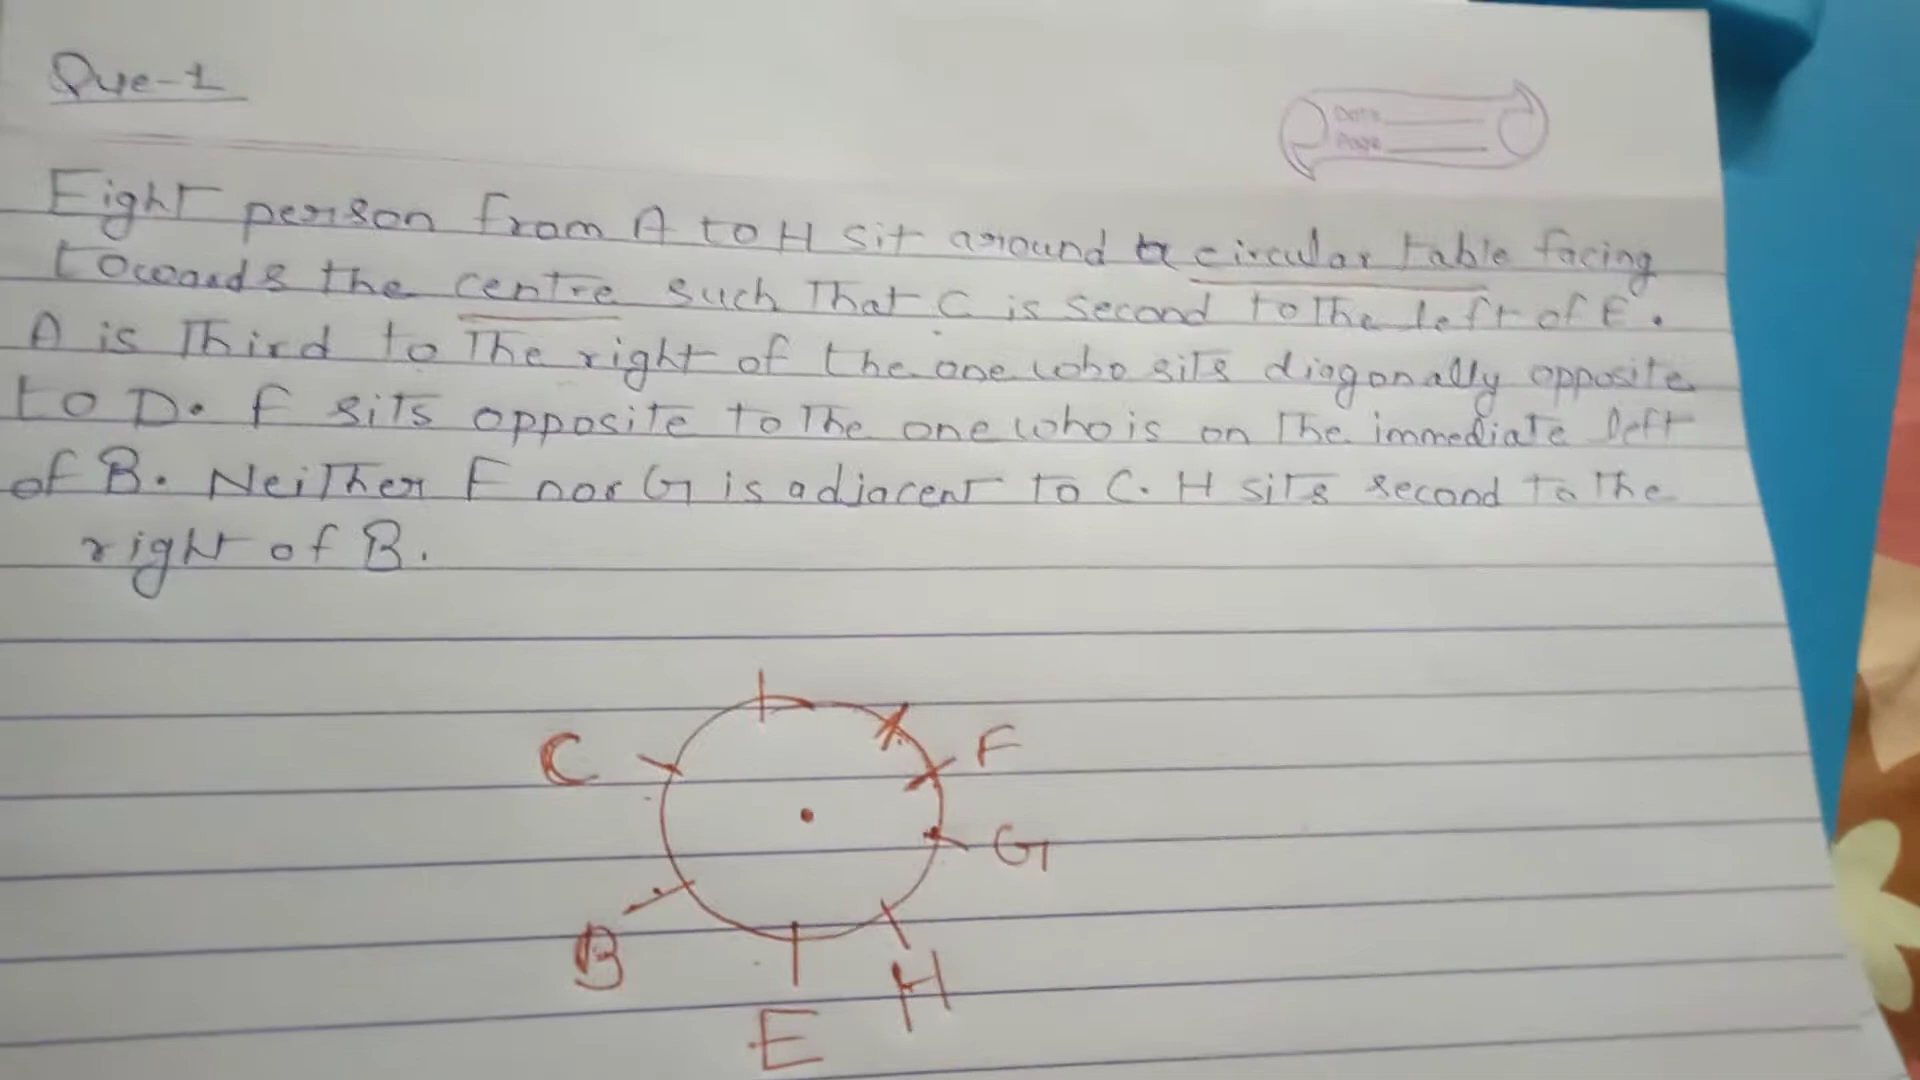 Que-1
Date
Page
Eight person from A to H sit around a circular table facing
towards the centre such that C is second to the left of E.
A is Third to The right of the one who sits diagonally opposite
to D. F sits opposite to The one who is on The immediate left
of B. Neither F nor G is adjacent to C. H sits second to the
right of B.
C
F
G
B
H
E